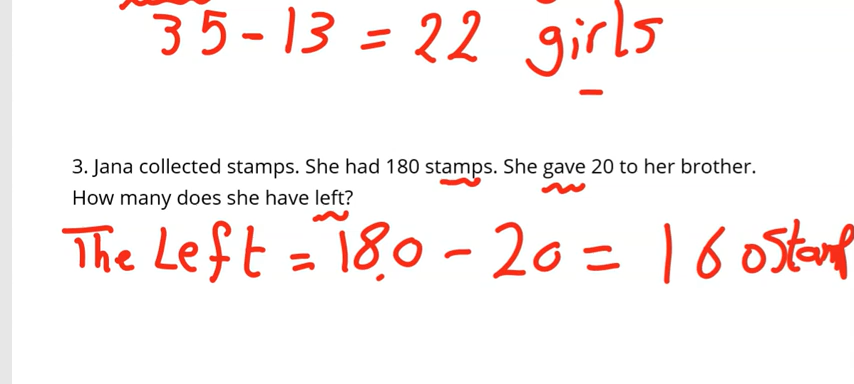 35 - 13 = 22 girls
3. Jana collected stamps. She had 180 stamps. She gave 20 to her brother.
How many does she have left?
The Left = 180 - 20 = 160 Stamp